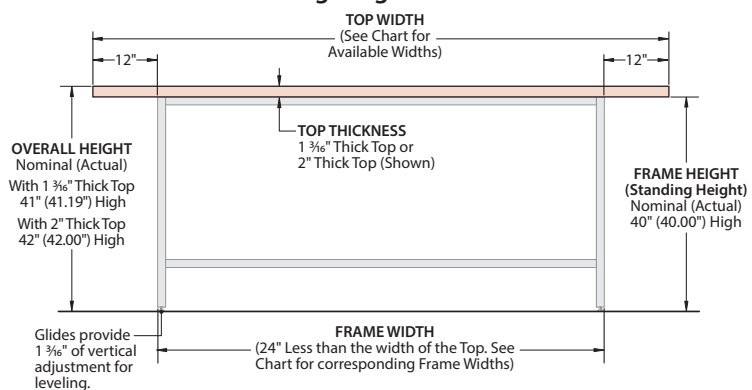 TOP WIDTH
(See Chart for
Available Widths)
12"
12"
TOP THICKNESS
1 3⁄16" Thick Top or
2" Thick Top (Shown)
OVERALL HEIGHT
Nominal (Actual)
With 1 3⁄16" Thick Top
41" (41.19") High
With 2" Thick Top
42" (42.00") High
FRAME HEIGHT
(Standing Height)
Nominal (Actual)
40" (40.00") High
Glides provide
1 3⁄16" of vertical
adjustment for
leveling.
FRAME WIDTH
(24" Less than the width of the Top. See
Chart for corresponding Frame Widths)